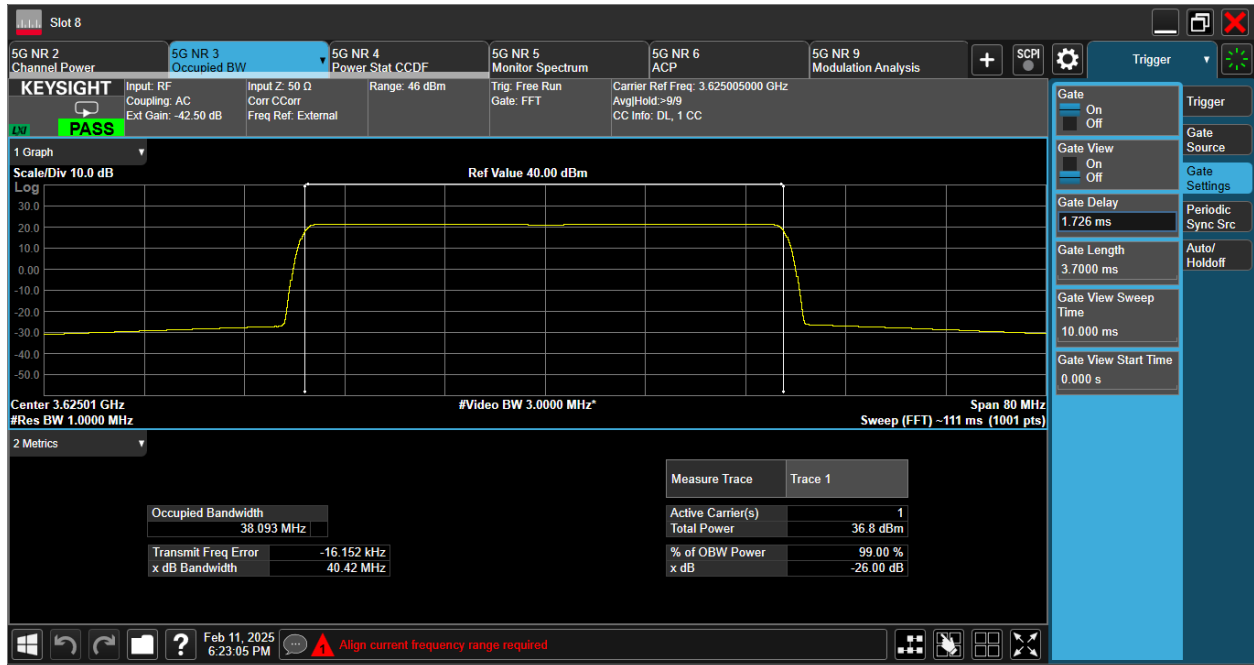 Slot 8
5G NR 2
Channel Power
5G NR 3
Occupied BW
5G NR 4
Power Stat CCDF
5G NR 5
Monitor Spectrum
5G NR 6
ACP
5G NR 9
Modulation Analysis
+
SCPI
Trigger
KEYSIGHT
LXI
PASS
Input: RF
Coupling: AC
Ext Gain: -42.50 dB
Input Z: 50 Ω
Corr CCorr
Freq Ref: External
Range: 46 dBm
Trig: Free Run
Gate: FFT
Carrier Ref Freq: 3.625005000 GHz
Avg|Hold:>9/9
CC Info: DL, 1 CC
1 Graph
Scale/Div 10.0 dB
Ref Value 40.00 dBm
Log
30.0
20.0
10.0
0.00
-10.0
-20.0
-30.0
-40.0
-50.0
Center 3.62501 GHz
#Video BW 3.0000 MHz*
Span 80 MHz
#Res BW 1.0000 MHz
Sweep (FFT) ~111 ms (1001 pts)
2 Metrics
Occupied Bandwidth
38.093 MHz
Transmit Freq Error -16.152 kHz
x dB Bandwidth 40.42 MHz
Measure Trace Trace 1
Active Carrier(s) 1
Total Power 36.8 dBm
% of OBW Power 99.00 %
x dB -26.00 dB
Gate
On
Off
Gate View
On
Off
Gate Delay
1.726 ms
Gate Length
3.7000 ms
Gate View Sweep
Time
10.000 ms
Gate View Start Time
0.000 s
Trigger
Gate
Source
Gate
Settings
Periodic
Sync Src
Auto/
Holdoff
?
Feb 11, 2025
6:23:05 PM
1
Align current frequency range required